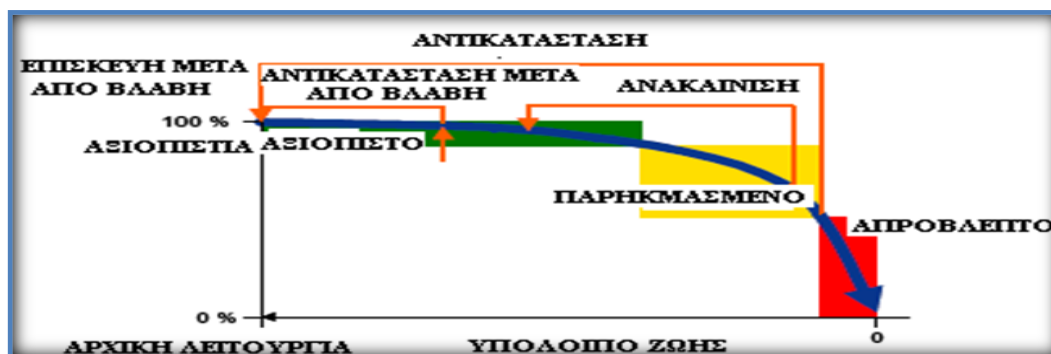 ΑΝΤΙΚΑΤΑΣΤΑΣΗ
ΕΠΙΣΚΕΥΗ ΜΕΤΑ
ΑΠΟ ΒΛΑΒΗ
ΑΝΤΙΚΑΤΑΣΤΑΣΗ ΜΕΤΑ
ΑΠΟ ΒΛΑΒΗ
ΑΝΑΚΑΙΝΙΣΗ
100 %
ΑΞΙΟΠΙΣΤΙΑ
ΑΞΙΟΠΙΣΤΟ
ΠΑΡΗΚΜΑΣΜΕΝΟ
ΑΠΡΟΒΛΕΠΤΟ
0 %
0
ΑΡΧΙΚΗ ΛΕΙΤΟΥΡΓΙΑ
ΥΠΟΛΟΙΠΟ ΖΩΗΣ